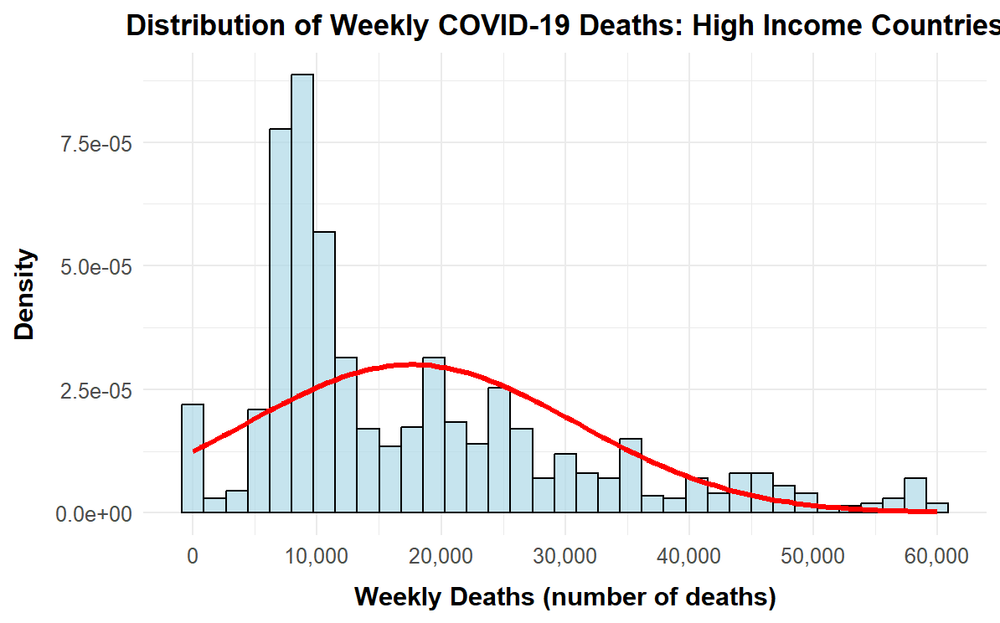 Distribution of Weekly COVID-19 Deaths: High Income Countries
Density
7.5e-05
5.0e-05
2.5e-05
0.0e+00
0 10,000 20,000 30,000 40,000 50,000 60,000
Weekly Deaths (number of deaths)